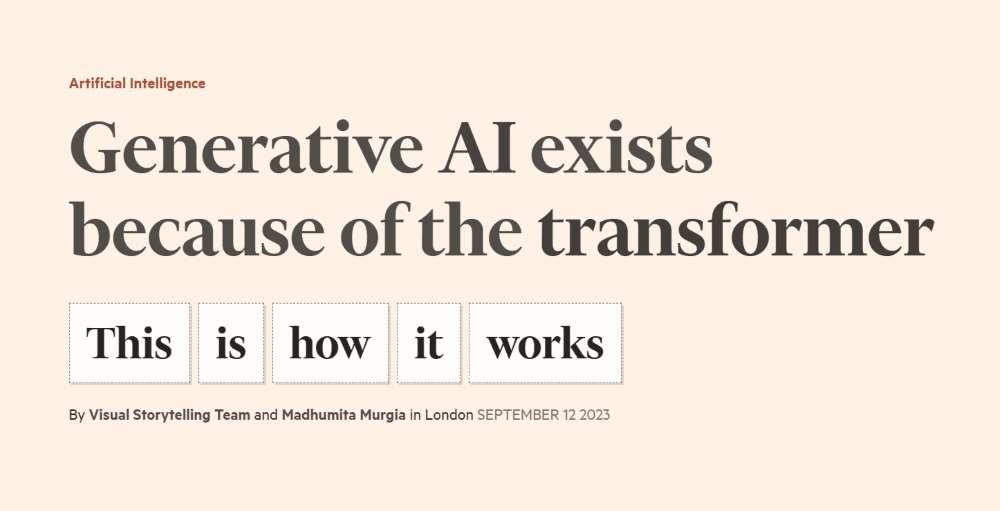 Artificial Intelligence
Generative AI exists
because of the transformer
This is how it works
By Visual Storytelling Team and Madhumita Murgia in London SEPTEMBER 12 2023